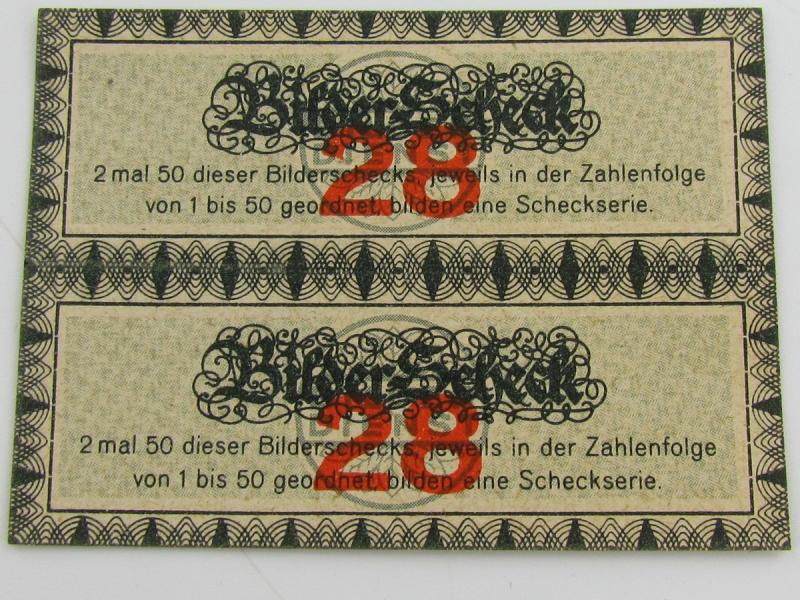 Bilder Scheck
28
2 mal 50 dieser Bilderschecks, jeweils in der Zahlenfolge
von 1 bis 50 geordnet, bilden eine Scheckserie.
Bilder Scheck
28
2 mal 50 dieser Bilderschecks, jeweils in der Zahlenfolge
von 1 bis 50 geordnet, bilden eine Scheckserie.